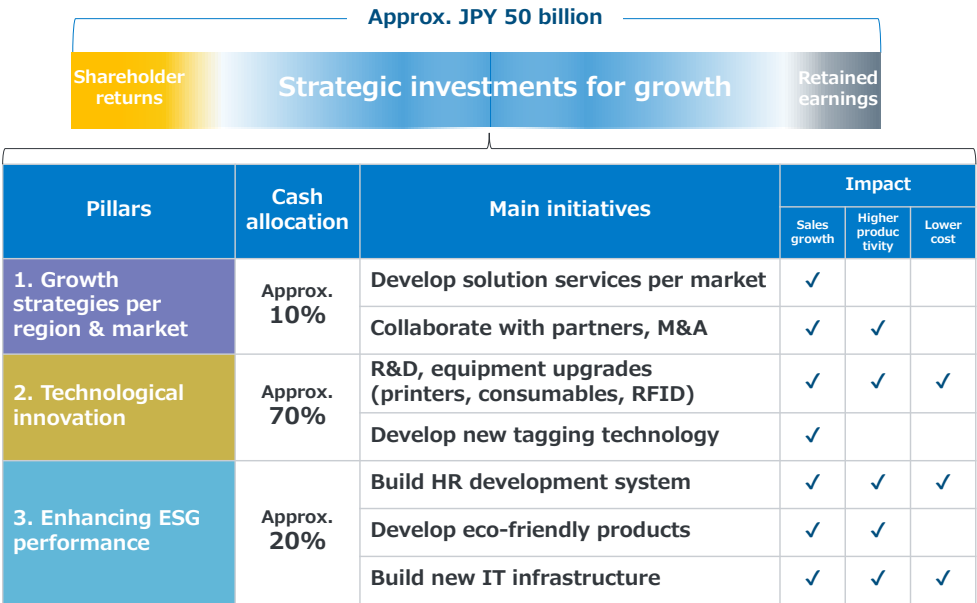 Approx. JPY 50 billion
Shareholder
returns
Strategic investments for growth
Retained
earnings
Pillars
Cash
allocation
Main initiatives
Impact
Sales
growth
Higher
produc
tivity
Lower
cost
1. Growth
strategies per
region & market
Approx.
10%
Develop solution services per market
✓
Collaborate with partners, M&A
✓ ✓
2. Technological
innovation
Approx.
70%
R&D, equipment upgrades
(printers, consumables, RFID)
✓ ✓ ✓
Develop new tagging technology
✓
3. Enhancing ESG
performance
Approx.
20%
Build HR development system
✓ ✓ ✓
Develop eco-friendly products
✓ ✓
Build new IT infrastructure
✓ ✓ ✓